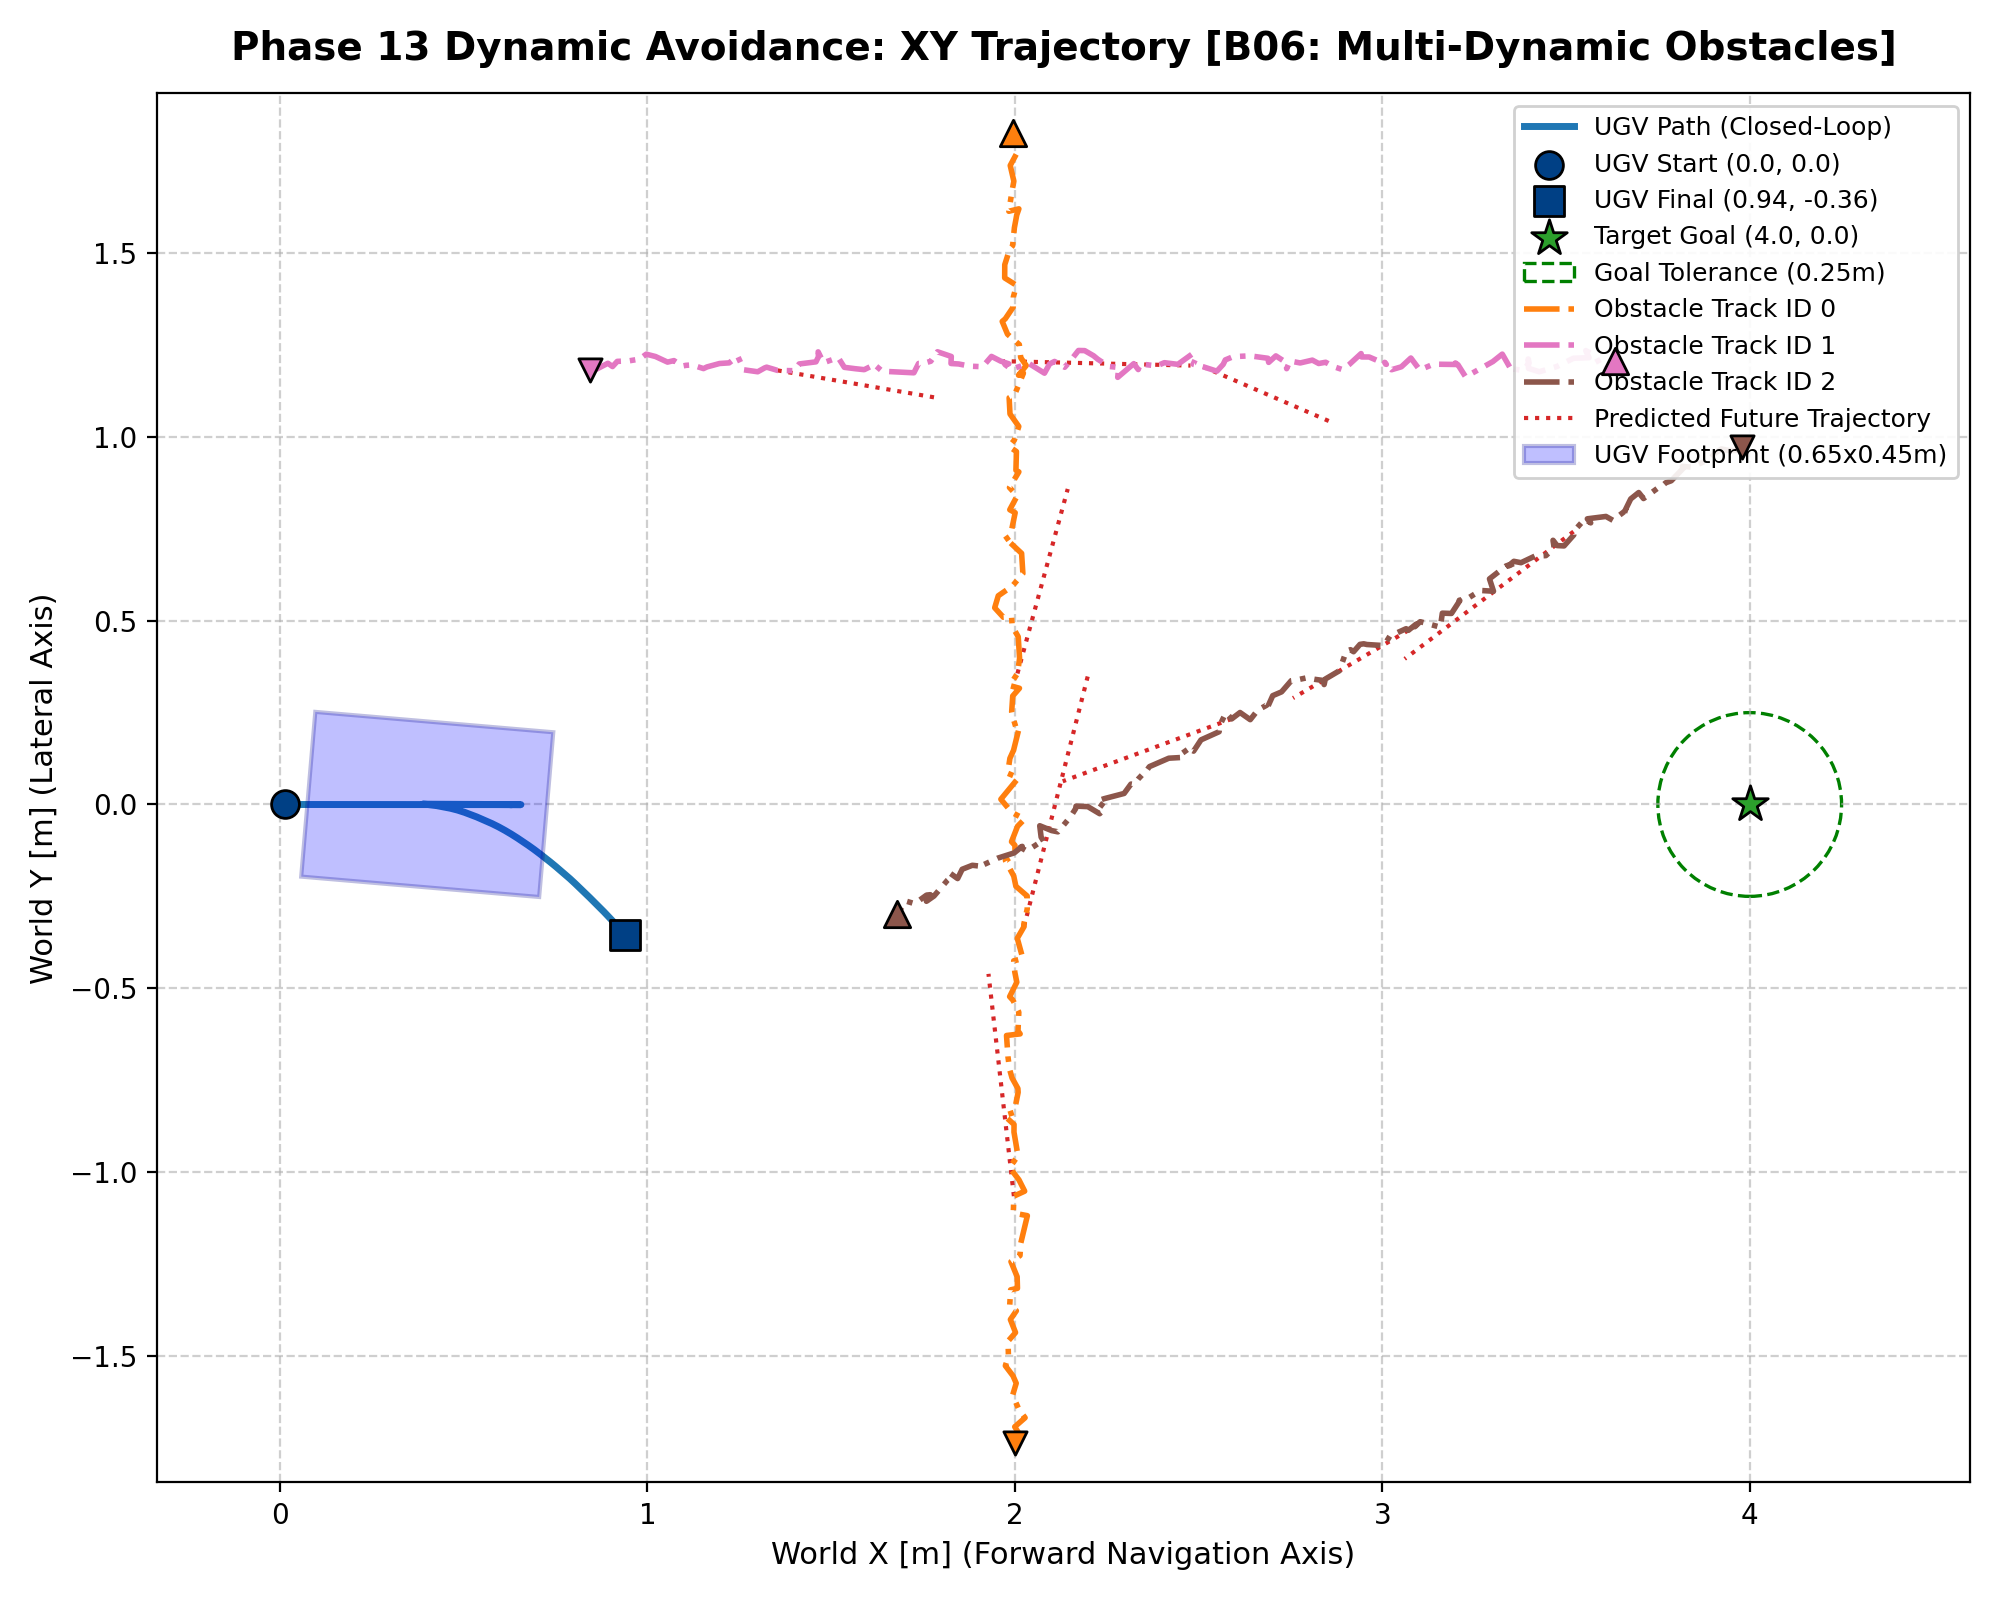 Phase 13 Dynamic Avoidance: XY Trajectory [B06: Multi-Dynamic Obstacles]
UGV Path (Closed-Loop)
UGV Start (0.0, 0.0)
UGV Final (0.94, -0.36)
Target Goal (4.0, 0.0)
Goal Tolerance (0.25m)
Obstacle Track ID 0
Obstacle Track ID 1
Obstacle Track ID 2
Predicted Future Trajectory
UGV Footprint (0.65x0.45m)
World Y [m] (Lateral Axis)
1.5
1.0
0.5
0.0
−0.5
−1.0
−1.5
0
1
2
3
4
World X [m] (Forward Navigation Axis)